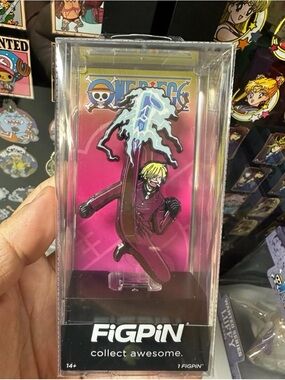 WANTED
ONE PIECE
FiGPiN
collect awesome.
14+
1 FIGPIN